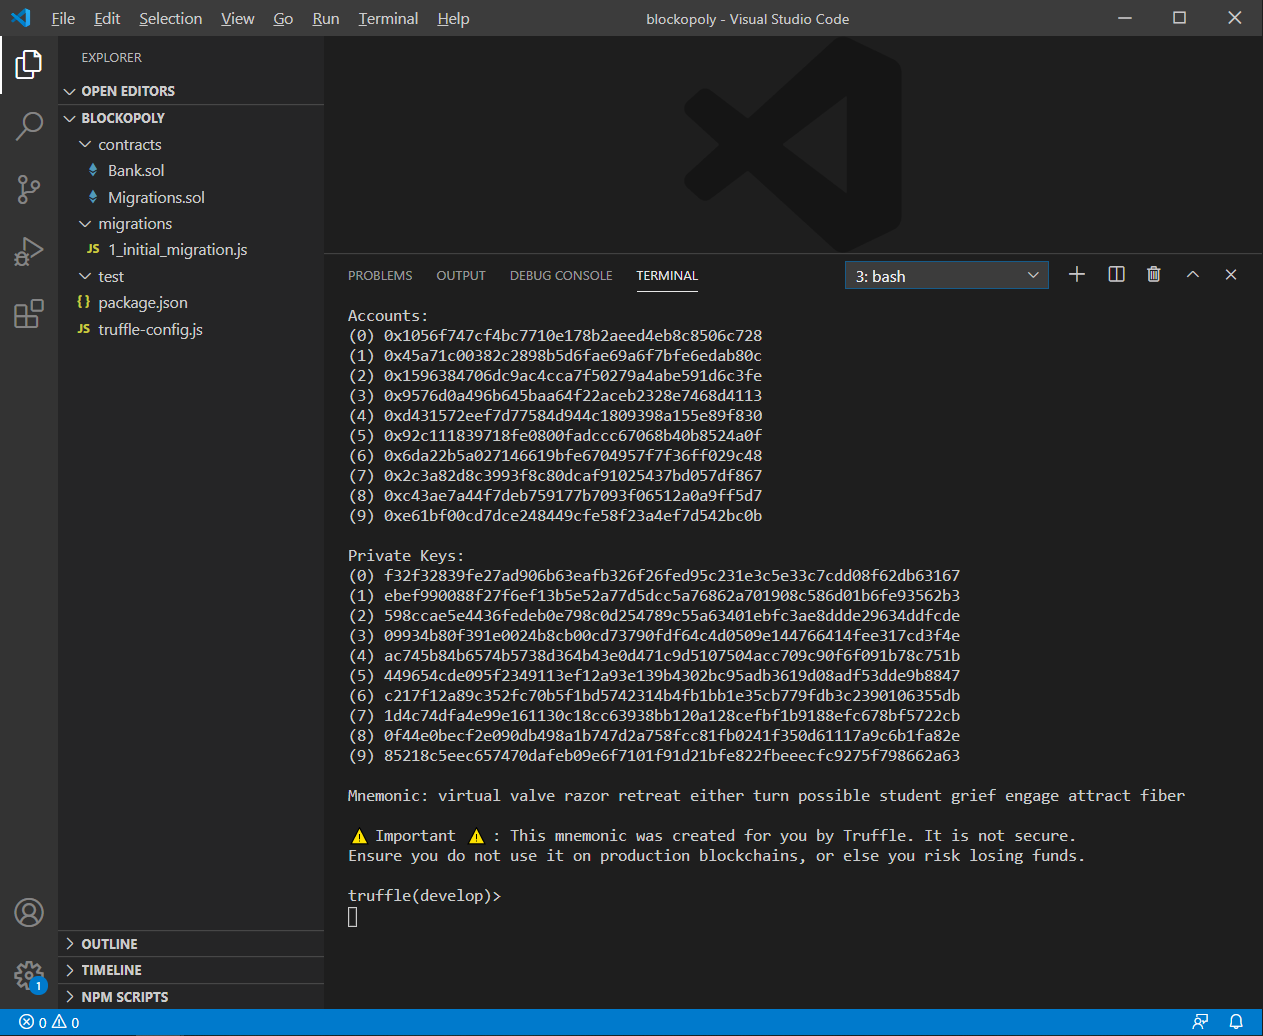 File Edit Selection View Go Run Terminal Help
blockopoly - Visual Studio Code
EXPLORER
OPEN EDITORS
BLOCKOPOLY
contracts
Bank.sol
Migrations.sol
migrations
JS 1_initial_migration.js
test
{} package.json
JS truffle-config.js
OUTLINE
TIMELINE
NPM SCRIPTS
1
PROBLEMS OUTPUT DEBUG CONSOLE TERMINAL
3: bash
Accounts:
(0) 0x1056f747cf4bc7710e178b2aeed4eb8c8506c728
(1) 0x45a71c00382c2898b5d6fae69a6f7bfe6edab80c
(2) 0x1596384706dc9ac4cca7f50279a4abe591d6c3fe
(3) 0x9576d0a496b645baa64f22aceb2328e7468d4113
(4) 0xd431572eef7d77584d944c1809398a155e89f830
(5) 0x92c111839718fe0800fadccc67068b40b8524a0f
(6) 0x6da22b5a027146619bfe6704957f7f36ff029c48
(7) 0x2c3a82d8c3993f8c80dcaf91025437bd057df867
(8) 0xc43ae7a44f7deb759177b7093f06512a0a9ff5d7
(9) 0xe61bf00cd7dce248449cfe58f23a4ef7d542bc0b
Private Keys:
(0) f32f32839fe27ad906b63eafb326f26fed95c231e3c5e33c7cdd08f62db63167
(1) ebef990088f27f6ef13b5e52a77d5dcc5a76862a701908c586d01b6fe93562b3
(2) 598ccae5e4436fedeb0e798c0d254789c55a63401ebfc3ae8ddde29634ddfcde
(3) 09934b80f391e0024b8cb00cd73790fdf64c4d0509e144766414fee317cd3f4e
(4) ac745b84b6574b5738d364b43e0d471c9d5107504acc709c90f6f091b78c751b
(5) 449654cde095f2349113ef12a93e139b4302bc95adb3619d08adf53dde9b8847
(6) c217f12a89c352fc70b5f1bd5742314b4fb1bb1e35cb779fdb3c2390106355db
(7) 1d4c74dfa4e99e161130c18cc63938bb120a128cefbf1b9188efc678bf5722cb
(8) 0f44e0becf2e090db498a1b747d2a758fcc81fb0241f350d61117a9c6b1fa82e
(9) 85218c5eec657470dafeb09e6f7101f91d21bfe822fbeeecfc9275f798662a63
Mnemonic: virtual valve razor retreat either turn possible student grief engage attract fiber
⚠️ Important ⚠️ : This mnemonic was created for you by Truffle. It is not secure.
Ensure you do not use it on production blockchains, or else you risk losing funds.
truffle(develop)>
0 0